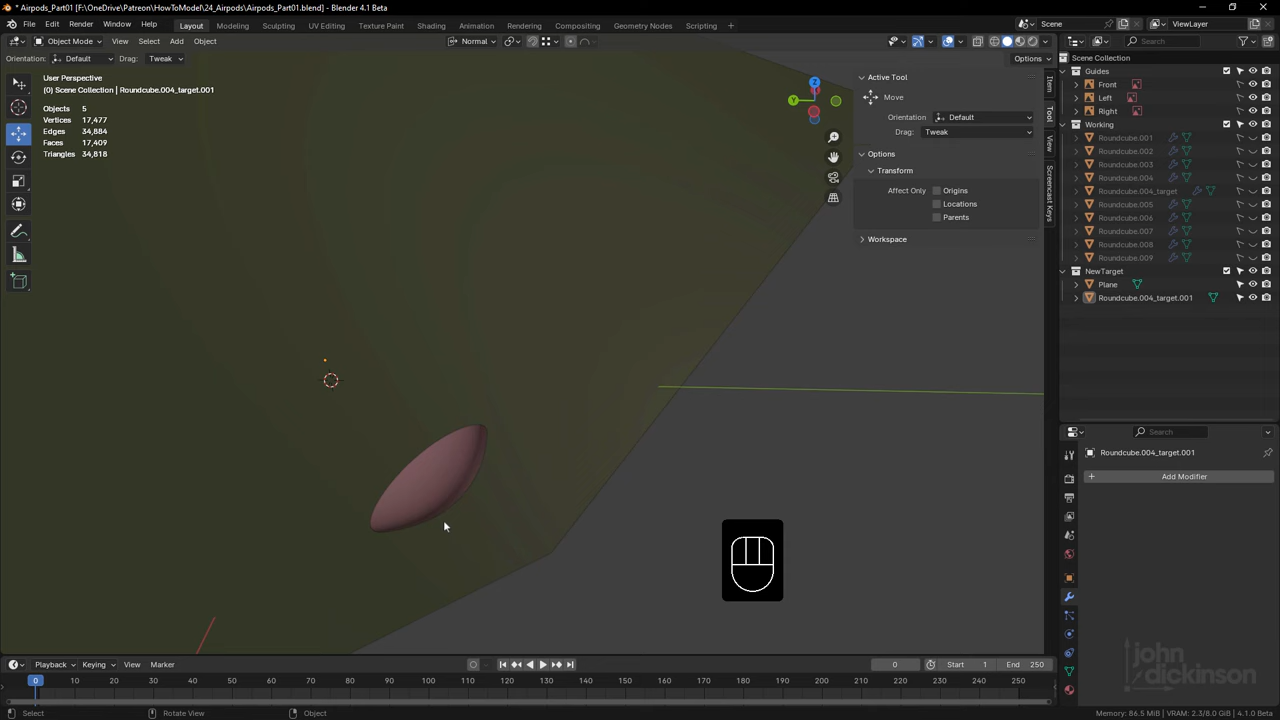 * Airpods_Part01 [F:\OneDrive\Patreon\HowToModel\24_Airpods\Airpods_Part01.blend] - Blender 4.1 Beta
File Edit Render Window Help
Layout Modeling Sculpting UV Editing Texture Paint Shading Animation Rendering Compositing Geometry Nodes Scripting
Scene
ViewLayer
Object Mode View Select Add Object
Normal
Search
Orientation: Default Drag: Tweak
Options
User Perspective
(0) Scene Collection | Roundcube.004_target.001
Objects 5
Vertices 17,477
Edges 34,884
Faces 17,409
Triangles 34,818
Z
Y
Active Tool
Move
Orientation Default
Drag: Tweak
Options
Transform
Affect Only Origins
Locations
Parents
Workspace
Item
Tool
View
Screencast Keys
Scene Collection
Guides
Front
Left
Right
Working
Roundcube.001
Roundcube.002
Roundcube.003
Roundcube.004
Roundcube.004_target
Roundcube.005
Roundcube.006
Roundcube.007
Roundcube.008
Roundcube.009
NewTarget
Plane
Roundcube.004_target.001
Search
Roundcube.004_target.001
Add Modifier
Playback Keying View Marker
0 Start 1 End 250
0 10 20 30 40 50 60 70 80 90 100 110 120 130 140 150 160 170 180 190 200 210 220 230 240 250
Select Rotate View Object
john
dickinson
Memory: 86.5 MiB | VRAM: 2.3/8.0 GiB | 4.1.0 Beta